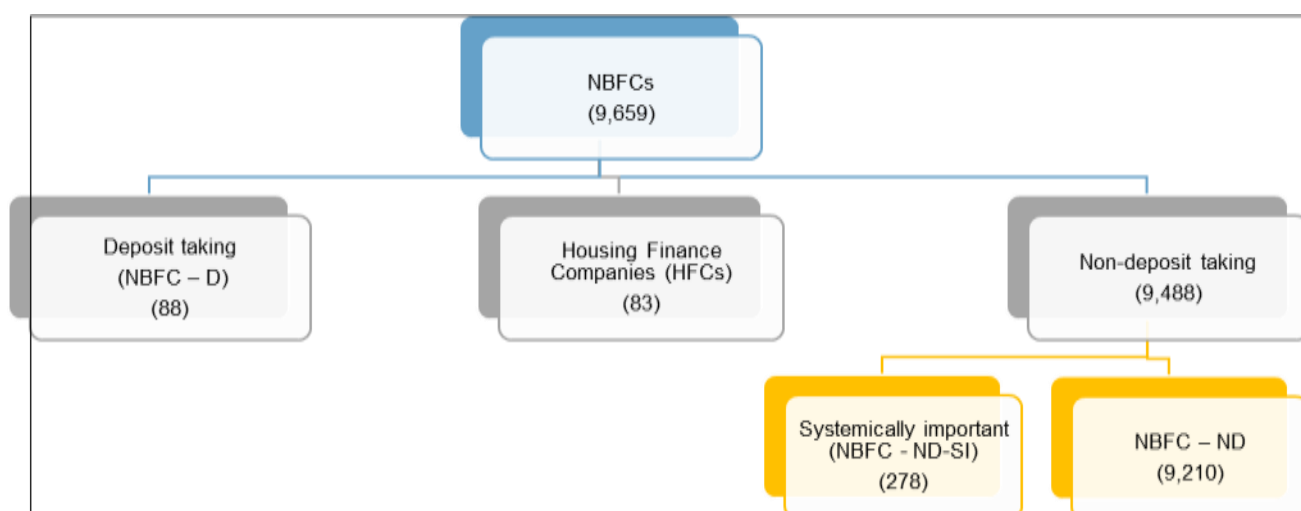 NBFCs
(9,659)
Deposit taking
(NBFC – D)
(88)
Housing Finance
Companies (HFCs)
(83)
Non-deposit taking
(9,488)
Systemically important
(NBFC - ND-SI)
(278)
NBFC – ND
(9,210)